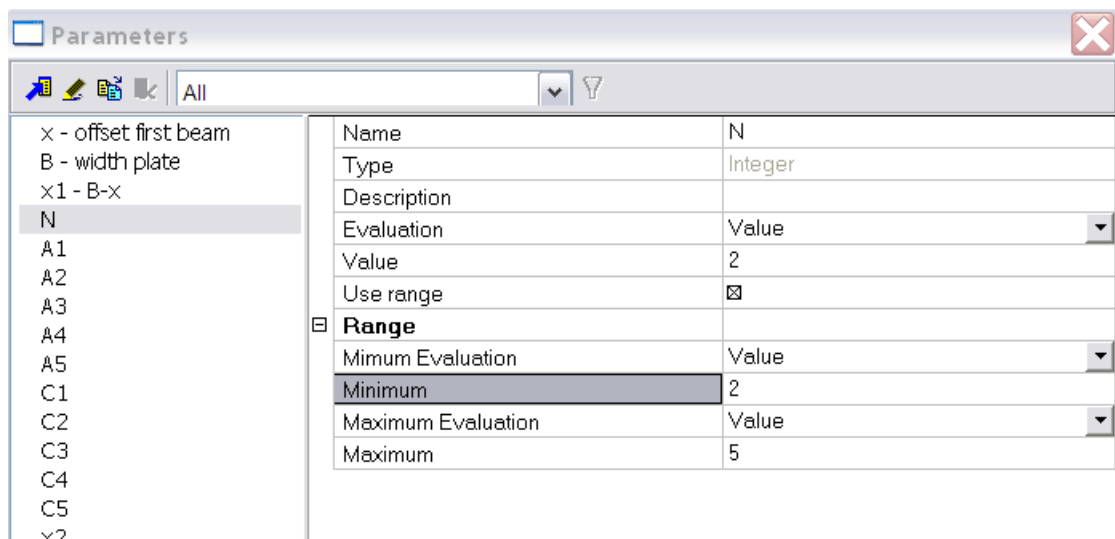 Parameters
All
x - offset first beam
B - width plate
x1 - B-x
N
A1
A2
A3
A4
A5
C1
C2
C3
C4
C5
x2
Name N
Type Integer
Description
Evaluation Value
Value 2
Use range
Range
Mimum Evaluation Value
Minimum 2
Maximum Evaluation Value
Maximum 5